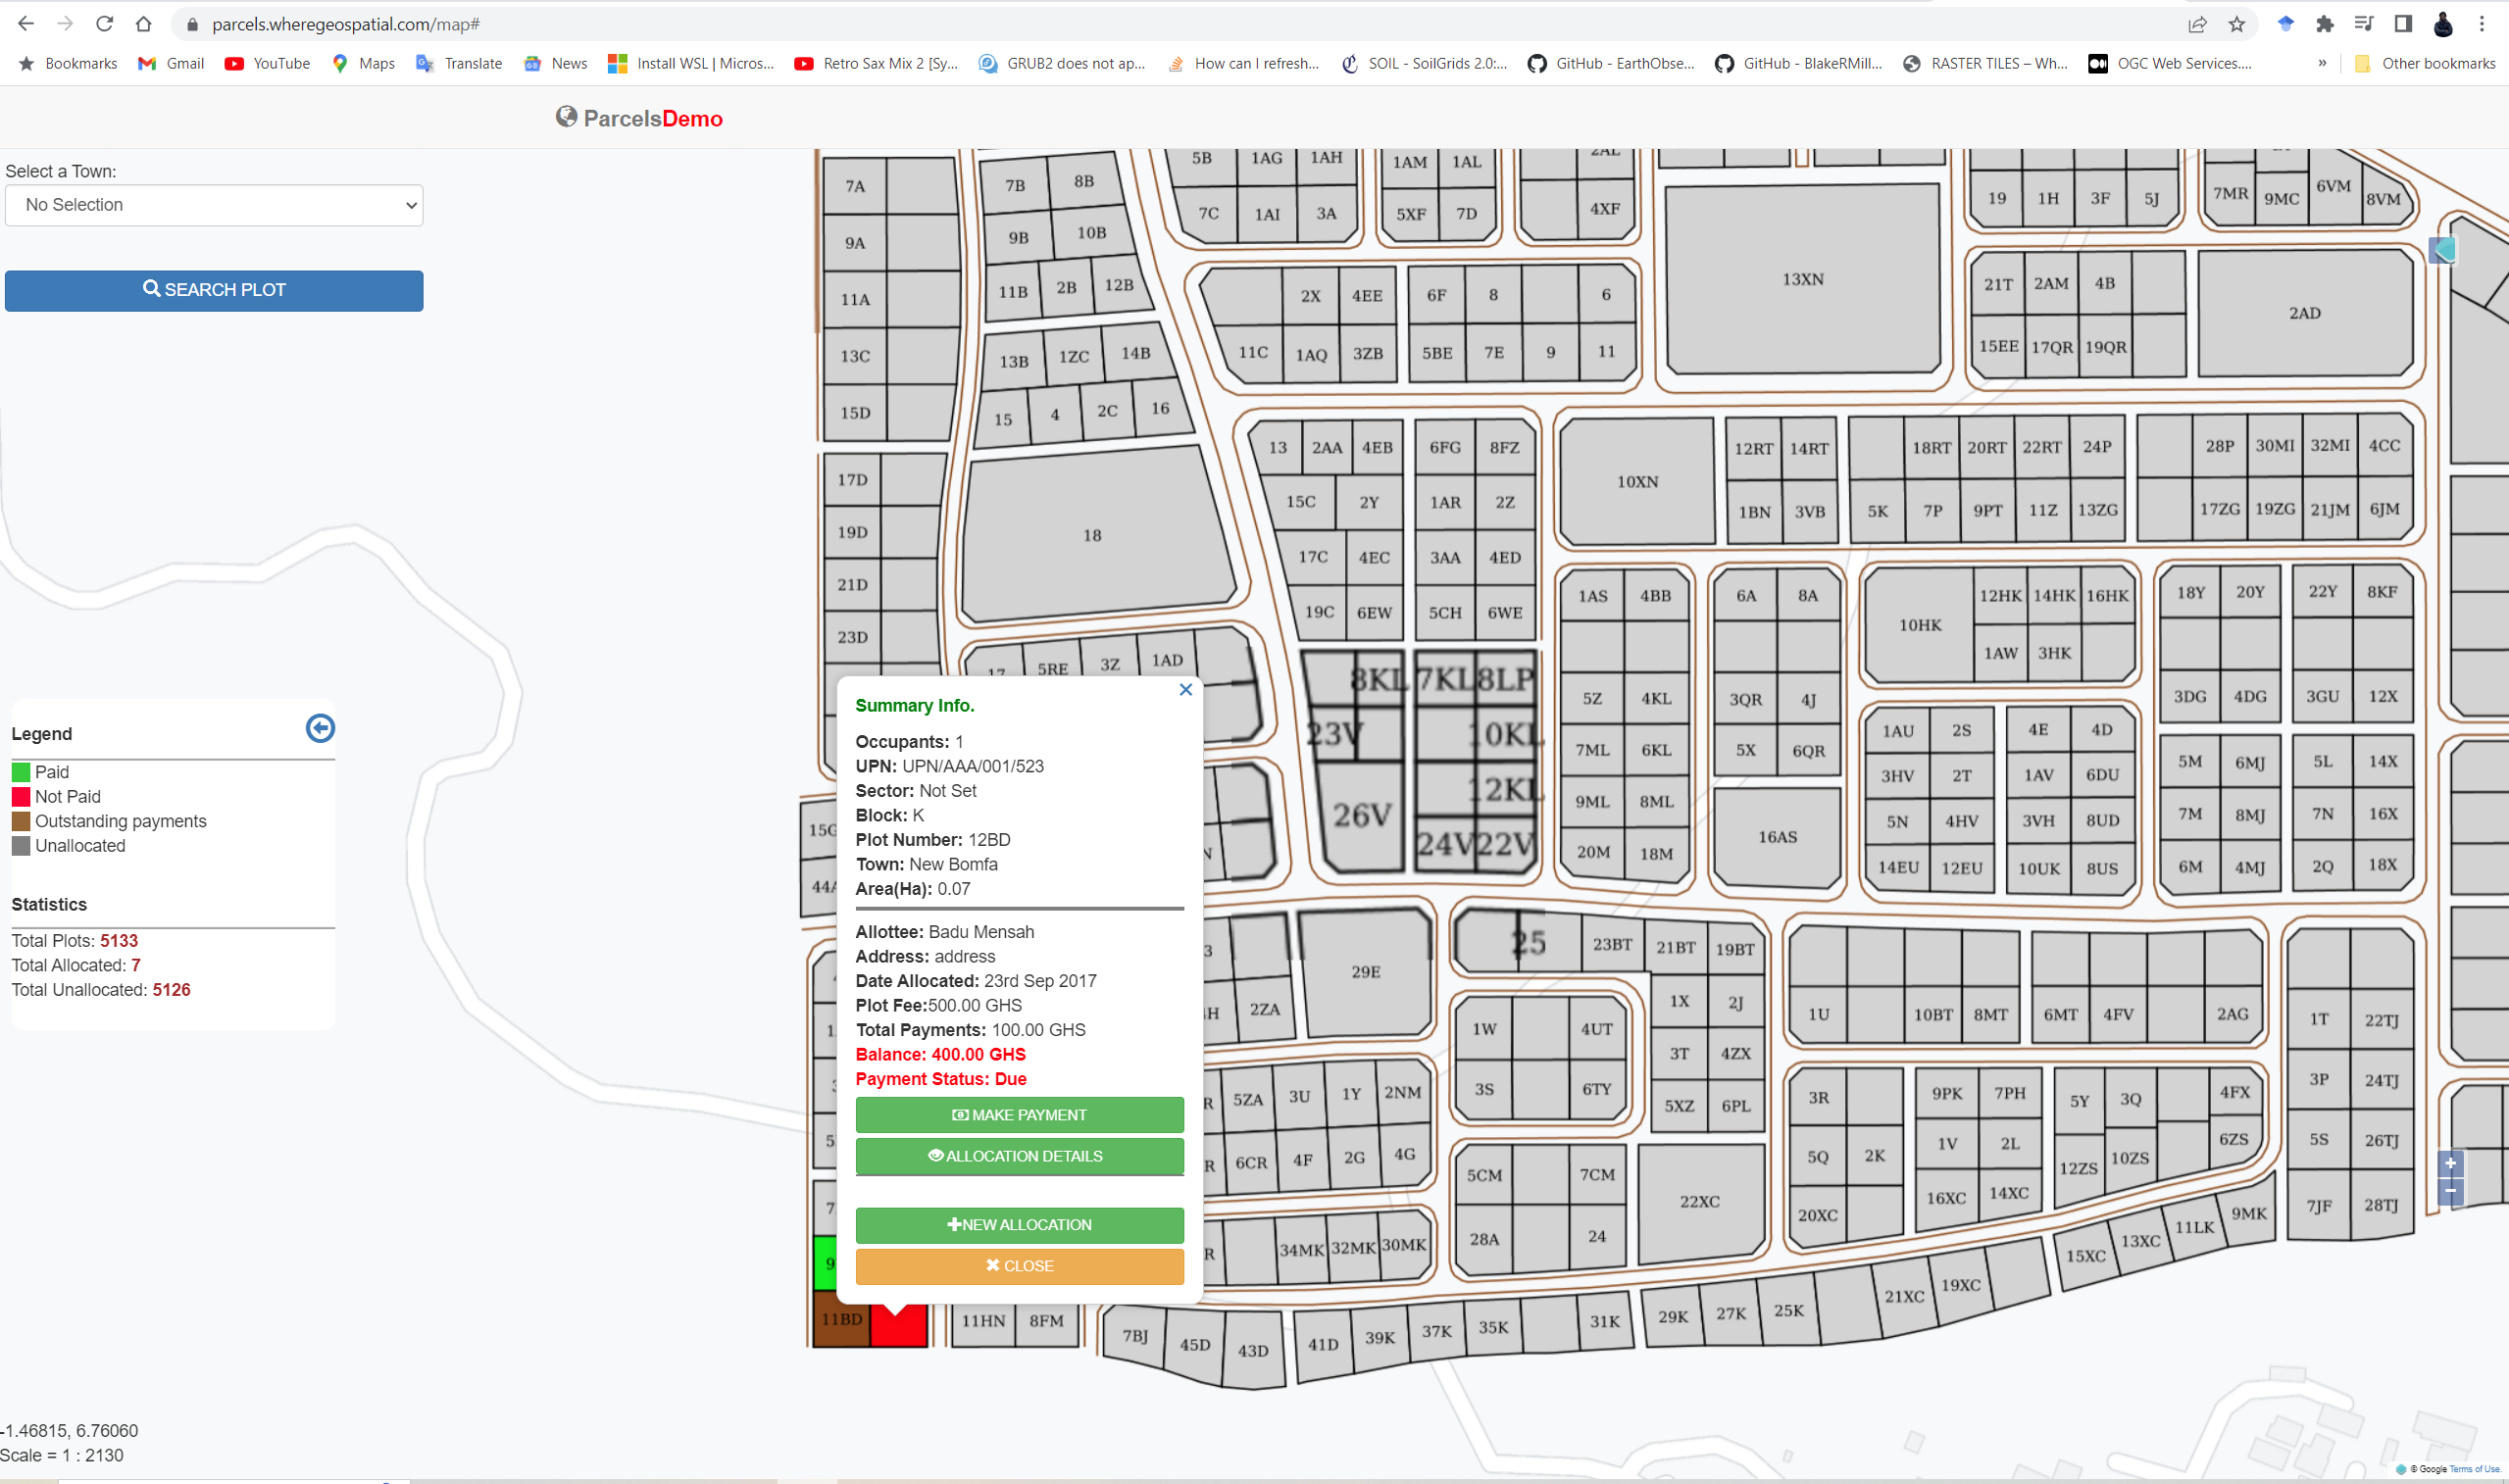 parcels.wheregeospatial.com/map#
Bookmarks Gmail YouTube Maps Translate News Install WSL | Micros... Retro Sax Mix 2 [Sy... GRUB2 does not ap... How can I refresh... SOIL - SoilGrids 2.0:... GitHub - EarthObse... GitHub - BlakeRMill... RASTER TILES – Wh... OGC Web Services.... » Other bookmarks
ParcelsDemo
Select a Town:
No Selection
SEARCH PLOT
Legend
Paid
Not Paid
Outstanding payments
Unallocated
Statistics
Total Plots: 5133
Total Allocated: 7
Total Unallocated: 5126
-1.46815, 6.76060
Scale = 1 : 2130
Summary Info.
Occupants: 1
UPN: UPN/AAA/001/523
Sector: Not Set
Block: K
Plot Number: 12BD
Town: New Bomfa
Area(Ha): 0.07
Allottee: Badu Mensah
Address: address
Date Allocated: 23rd Sep 2017
Plot Fee:500.00 GHS
Total Payments: 100.00 GHS
Balance: 400.00 GHS
Payment Status: Due
MAKE PAYMENT
ALLOCATION DETAILS
NEW ALLOCATION
CLOSE
7A 7B 8B 5B 1AG 1AH 1AM 1AL
9A 9B 10B 7C 1AI 3A 5XF 7D 4XF 19 1H 3F 5J 7MR 9MC 6VM 8VM
11A 11B 2B 12B 2X 4EE 6F 8 6 13XN 21T 2AM 4B 2AD
13C 13B 1ZC 14B 11C 1AQ 3ZB 5BE 7E 9 11 15EE 17QR 19QR
15D 15 4 2C 16
17D 13 2AA 4EB 6FG 8FZ 10XN 12RT 14RT 18RT 20RT 22RT 24P 28P 30MI 32MI 4CC
19D 18 15C 2Y 1AR 2Z 1BN 3VB 5K 7P 9PT 11Z 13ZG 17ZG 19ZG 21JM 6JM
21D 17C 4EC 3AA 4ED
23D 19C 6EW 5CH 6WE 1AS 4BB 6A 8A 10HK 12HK 14HK 16HK 18Y 20Y 22Y 8KF
17 5RE 3Z 1AD 1AW 3HK
8KL 7KL 8LP 5Z 4KL 3QR 4J 3DG 4DG 3GU 12X
23V 10KL 7ML 6KL 5X 6QR 1AU 2S 4E 4D
12KL 3HV 2T 1AV 6DU 5M 6MJ 5L 14X
26V 9ML 8ML 16AS 5N 4HV 3VH 8UD 7M 8MJ 7N 16X
24V 22V 20M 18M 14EU 12EU 10UK 8US 6M 4MJ 2Q 18X
29E 25 23BT 21BT 19BT
2ZA 1W 4UT 1X 2J 1U 10BT 8MT 6MT 4FV 2AG 1T 22TJ
5ZA 3U 1Y 2NM 3S 6TY 3T 4ZX 3R 9PK 7PH 5Y 3Q 4FX 3P 24TJ
6CR 4F 2G 4G 5XZ 6PL 5Q 2K 1V 2L 12ZS 10ZS 6ZS 5S 26TJ
5CM 7CM 22XC 20XC 16XC 14XC 7JF 28TJ
34MK 32MK 30MK 28A 24
11BD 11HN 8FM 7BJ 45D 43D 41D 39K 37K 35K 31K 29K 27K 25K 21XC 19XC 15XC 13XC 11LK 9MK
© Google Terms of Use.